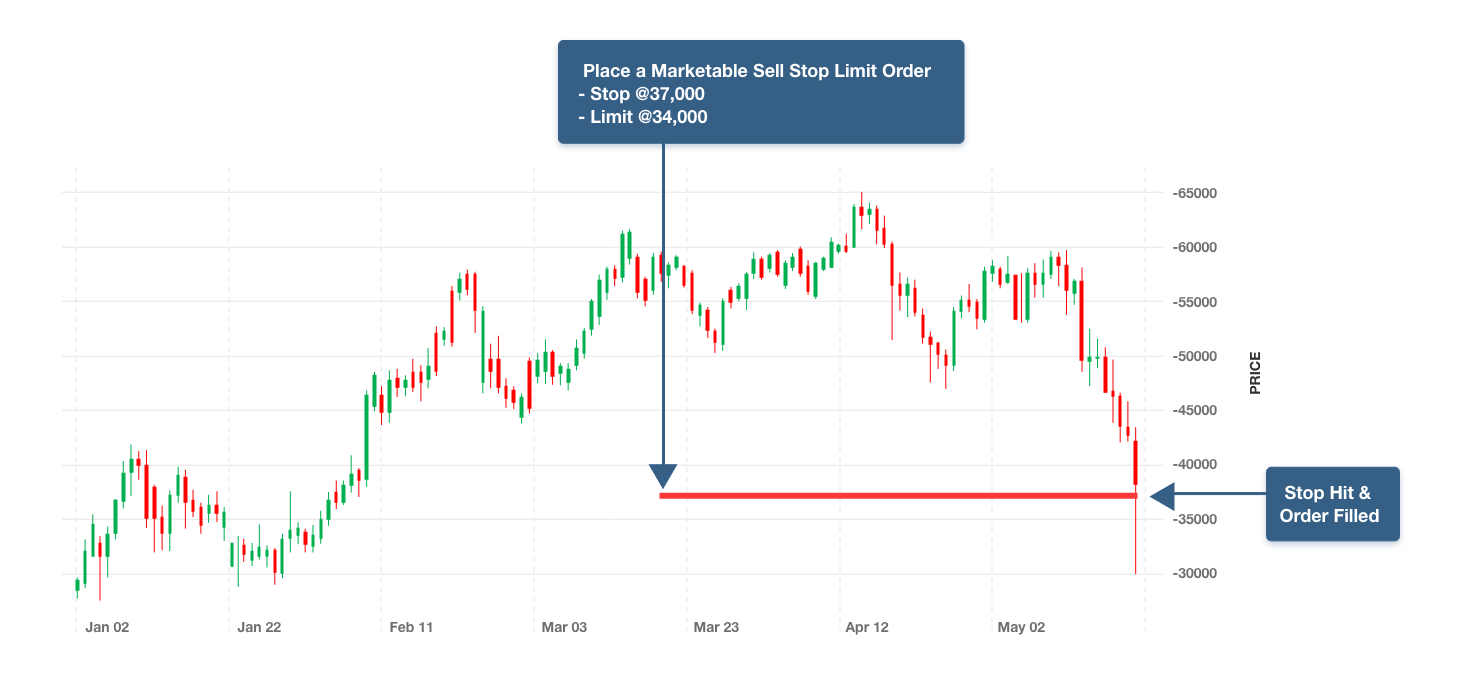 Place a Marketable Sell Stop Limit Order
- Stop @37,000
- Limit @34,000
-65000
-60000
-55000
-50000
-45000
-40000
-35000
-30000
PRICE
Stop Hit &
Order Filled
Jan 02
Jan 22
Feb 11
Mar 03
Mar 23
Apr 12
May 02